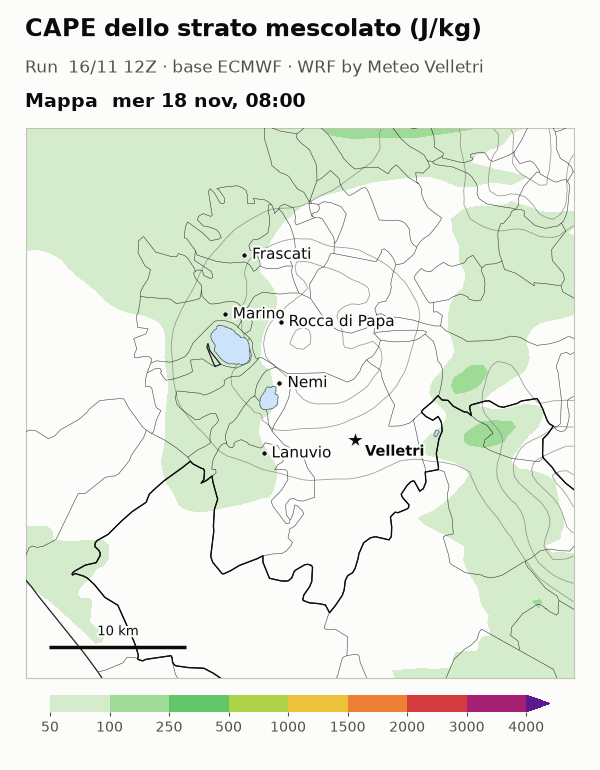 CAPE dello strato mescolato (J/kg)
Run  16/11 12Z · base ECMWF · WRF by Meteo Velletri
Mappa  mer 18 nov, 08:00
Frascati
Marino
Rocca di Papa
Nemi
Velletri
Lanuvio
10 km
50 100 250 500 1000 1500 2000 3000 4000